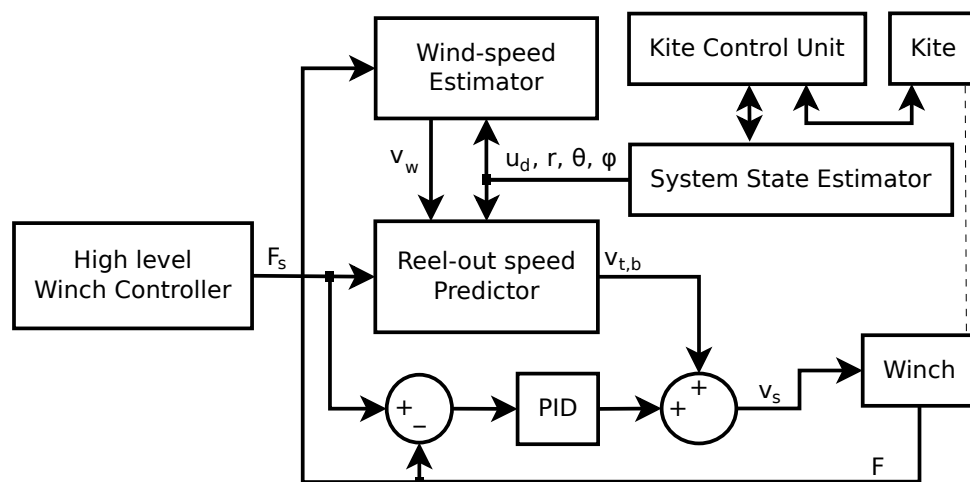 Wind-speed
Estimator
Kite Control Unit
Kite
v_w
u_d, r, θ, φ
System State Estimator
High level
Winch Controller
F_s
Reel-out speed
Predictor
v_t,b
Winch
+
−
PID
+
+
v_s
F